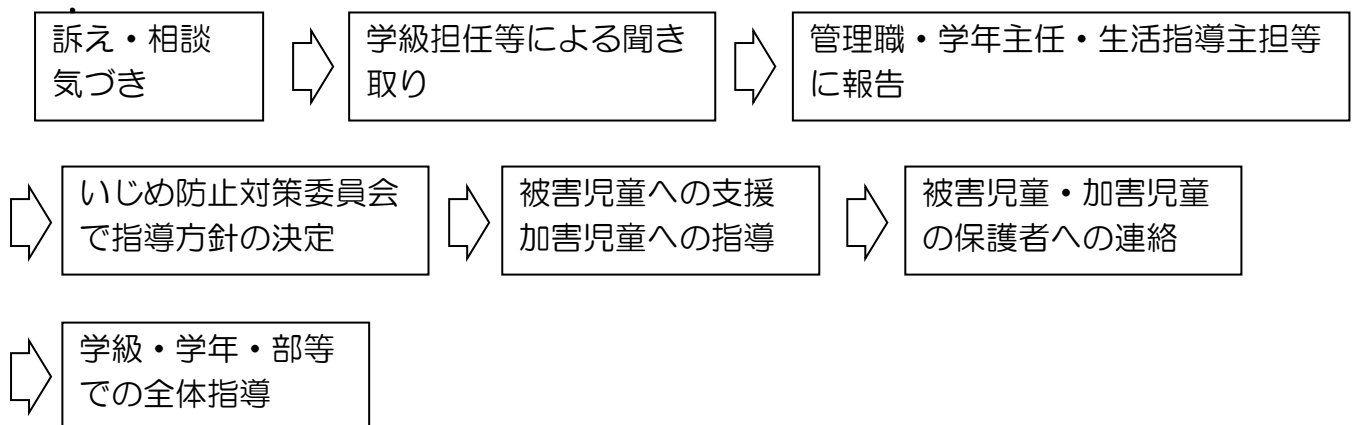 訴え・相談
気づき
学級担任等による聞き
取り
管理職・学年主任・生活指導主担等
に報告
いじめ防止対策委員会
で指導方針の決定
被害児童への支援
加害児童への指導
被害児童・加害児童
の保護者への連絡
学級・学年・部等
での全体指導